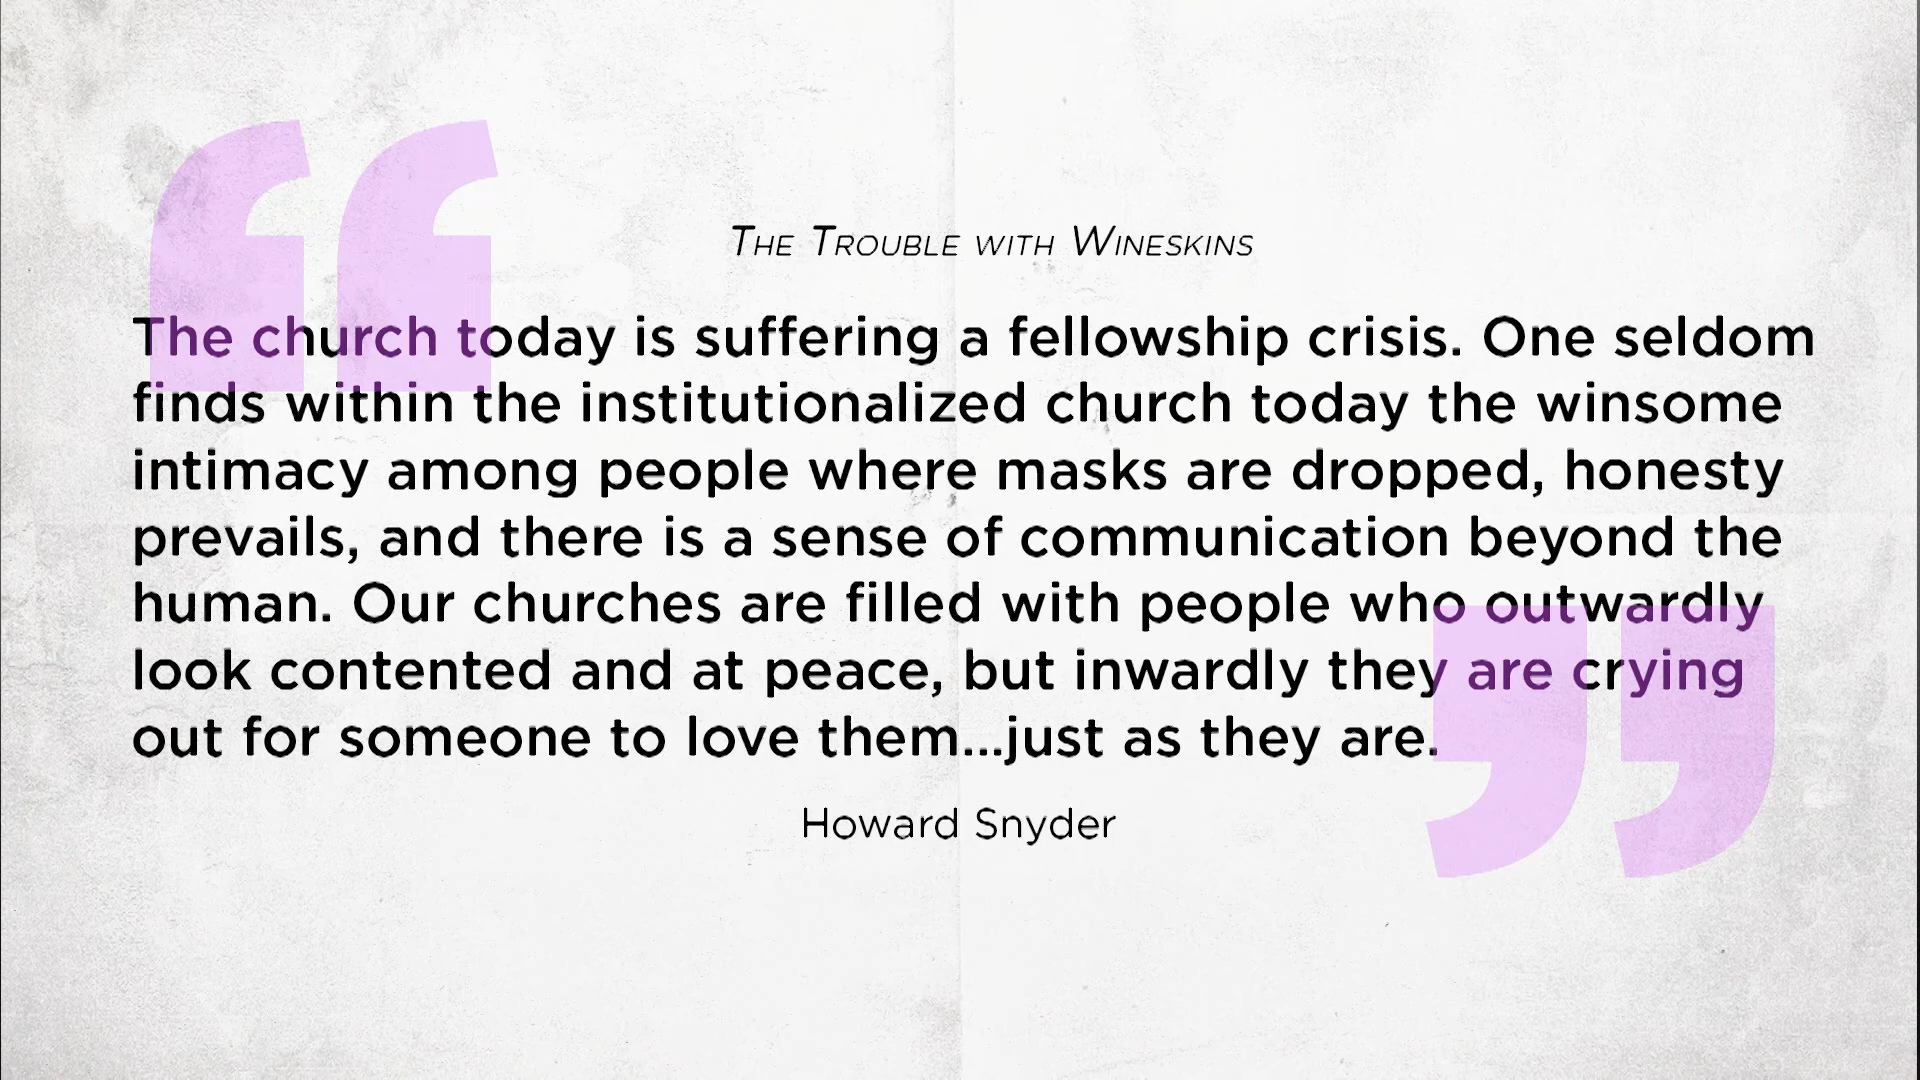 The Trouble with Wineskins
The church today is suffering a fellowship crisis. One seldom
finds within the institutionalized church today the winsome
intimacy among people where masks are dropped, honesty
prevails, and there is a sense of communication beyond the
human. Our churches are filled with people who outwardly
look contented and at peace, but inwardly they are crying
out for someone to love them...just as they are.
Howard Snyder